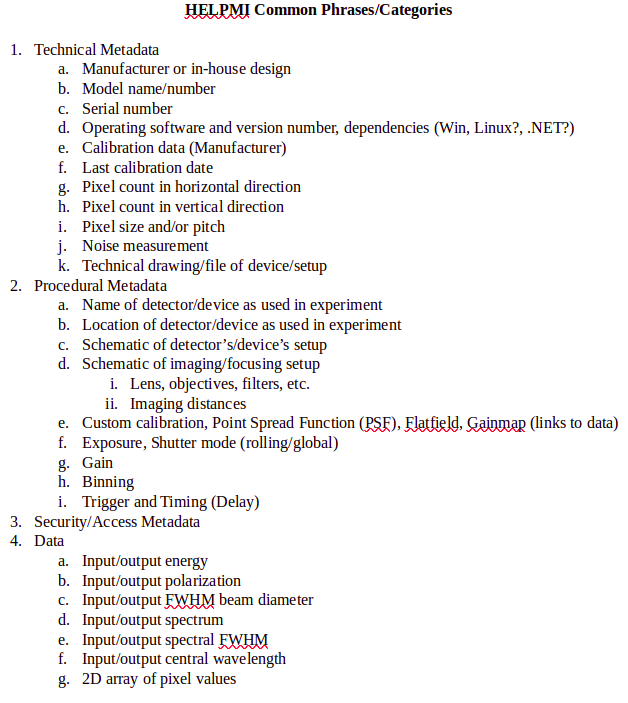 HELPMI Common Phrases/Categories
1. Technical Metadata
a. Manufacturer or in-house design
b. Model name/number
c. Serial number
d. Operating software and version number, dependencies (Win, Linux?, .NET?)
e. Calibration data (Manufacturer)
f. Last calibration date
g. Pixel count in horizontal direction
h. Pixel count in vertical direction
i. Pixel size and/or pitch
j. Noise measurement
k. Technical drawing/file of device/setup
2. Procedural Metadata
a. Name of detector/device as used in experiment
b. Location of detector/device as used in experiment
c. Schematic of detector's/device's setup
d. Schematic of imaging/focusing setup
i. Lens, objectives, filters, etc.
ii. Imaging distances
e. Custom calibration, Point Spread Function (PSF), Flatfield, Gainmap (links to data)
f. Exposure, Shutter mode (rolling/global)
g. Gain
h. Binning
i. Trigger and Timing (Delay)
3. Security/Access Metadata
4. Data
a. Input/output energy
b. Input/output polarization
c. Input/output FWHM beam diameter
d. Input/output spectrum
e. Input/output spectral FWHM
f. Input/output central wavelength
g. 2D array of pixel values